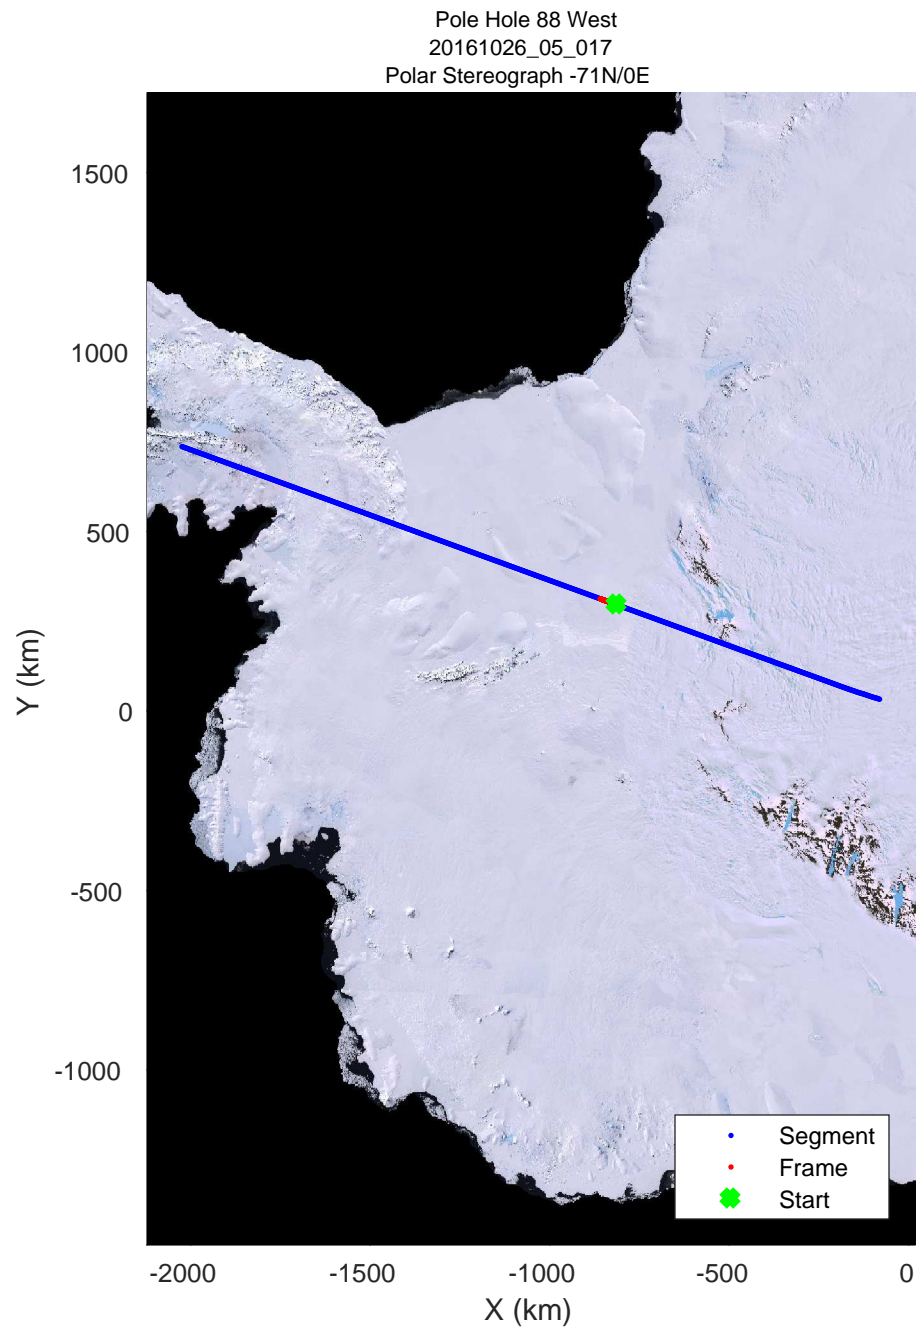 Pole Hole 88 West
20161026_05_017
Polar Stereograph -71N/0E
1500
1000
500
0
-500
-1000
Y (km)
-2000 -1500 -1000 -500 0
X (km)
Segment
Frame
Start